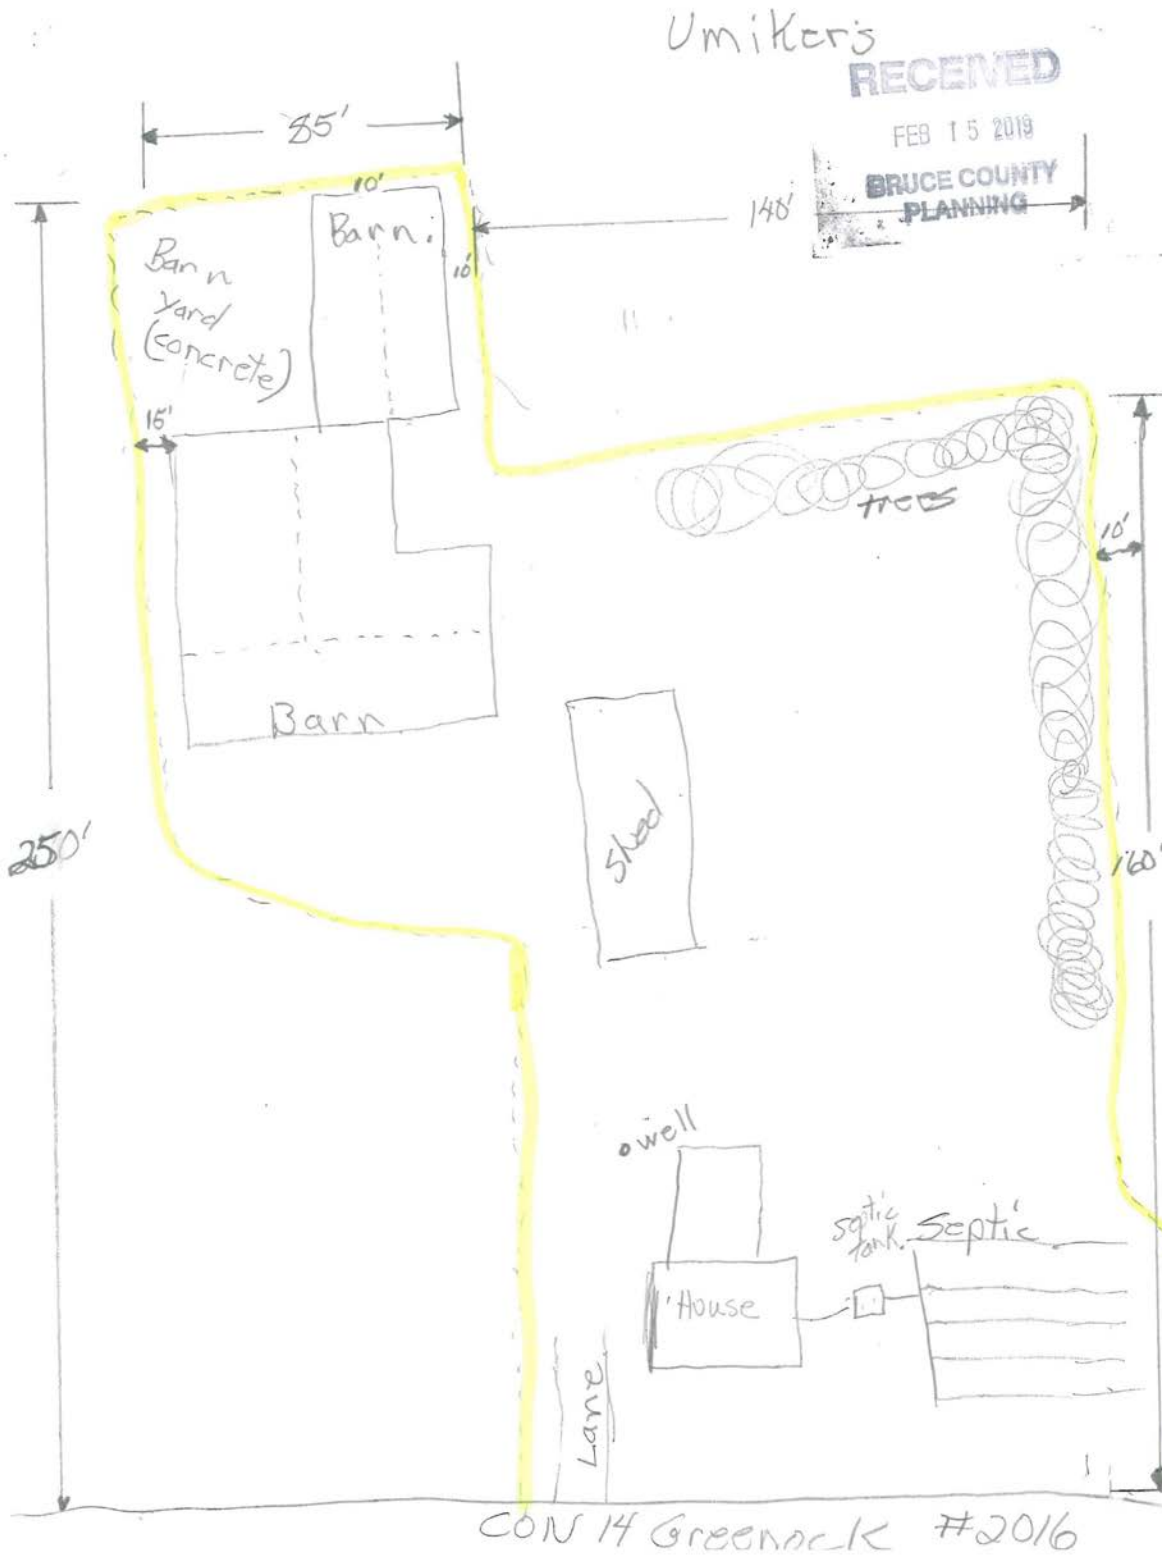 Umiker's
RECEIVED
FEB 15 2019
BRUCE COUNTY
PLANNING
85'
140'
10'
Barn
10'
Barn
Yard
(concrete)
15'
trees
10'
Barn
Shed
250'
160'
well
septic
tank.
Septic
House
Lane
CON 14 Greenock #2016